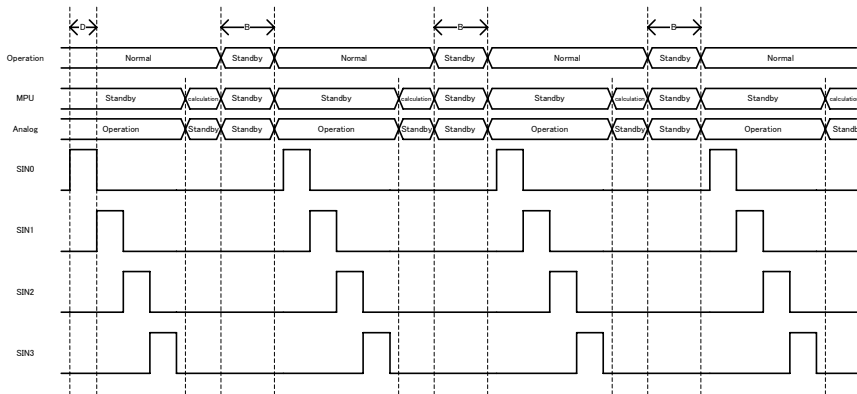 D B B B
Operation Normal Standby Normal Standby Normal Standby Normal
MPU Standby calculation Standby Standby calculation Standby Standby calculation Standby Standby calculation
Analog Operation Standby Standby Operation Standby Standby Operation Standby Standby Operation Standb
SIN0
SIN1
SIN2
SIN3